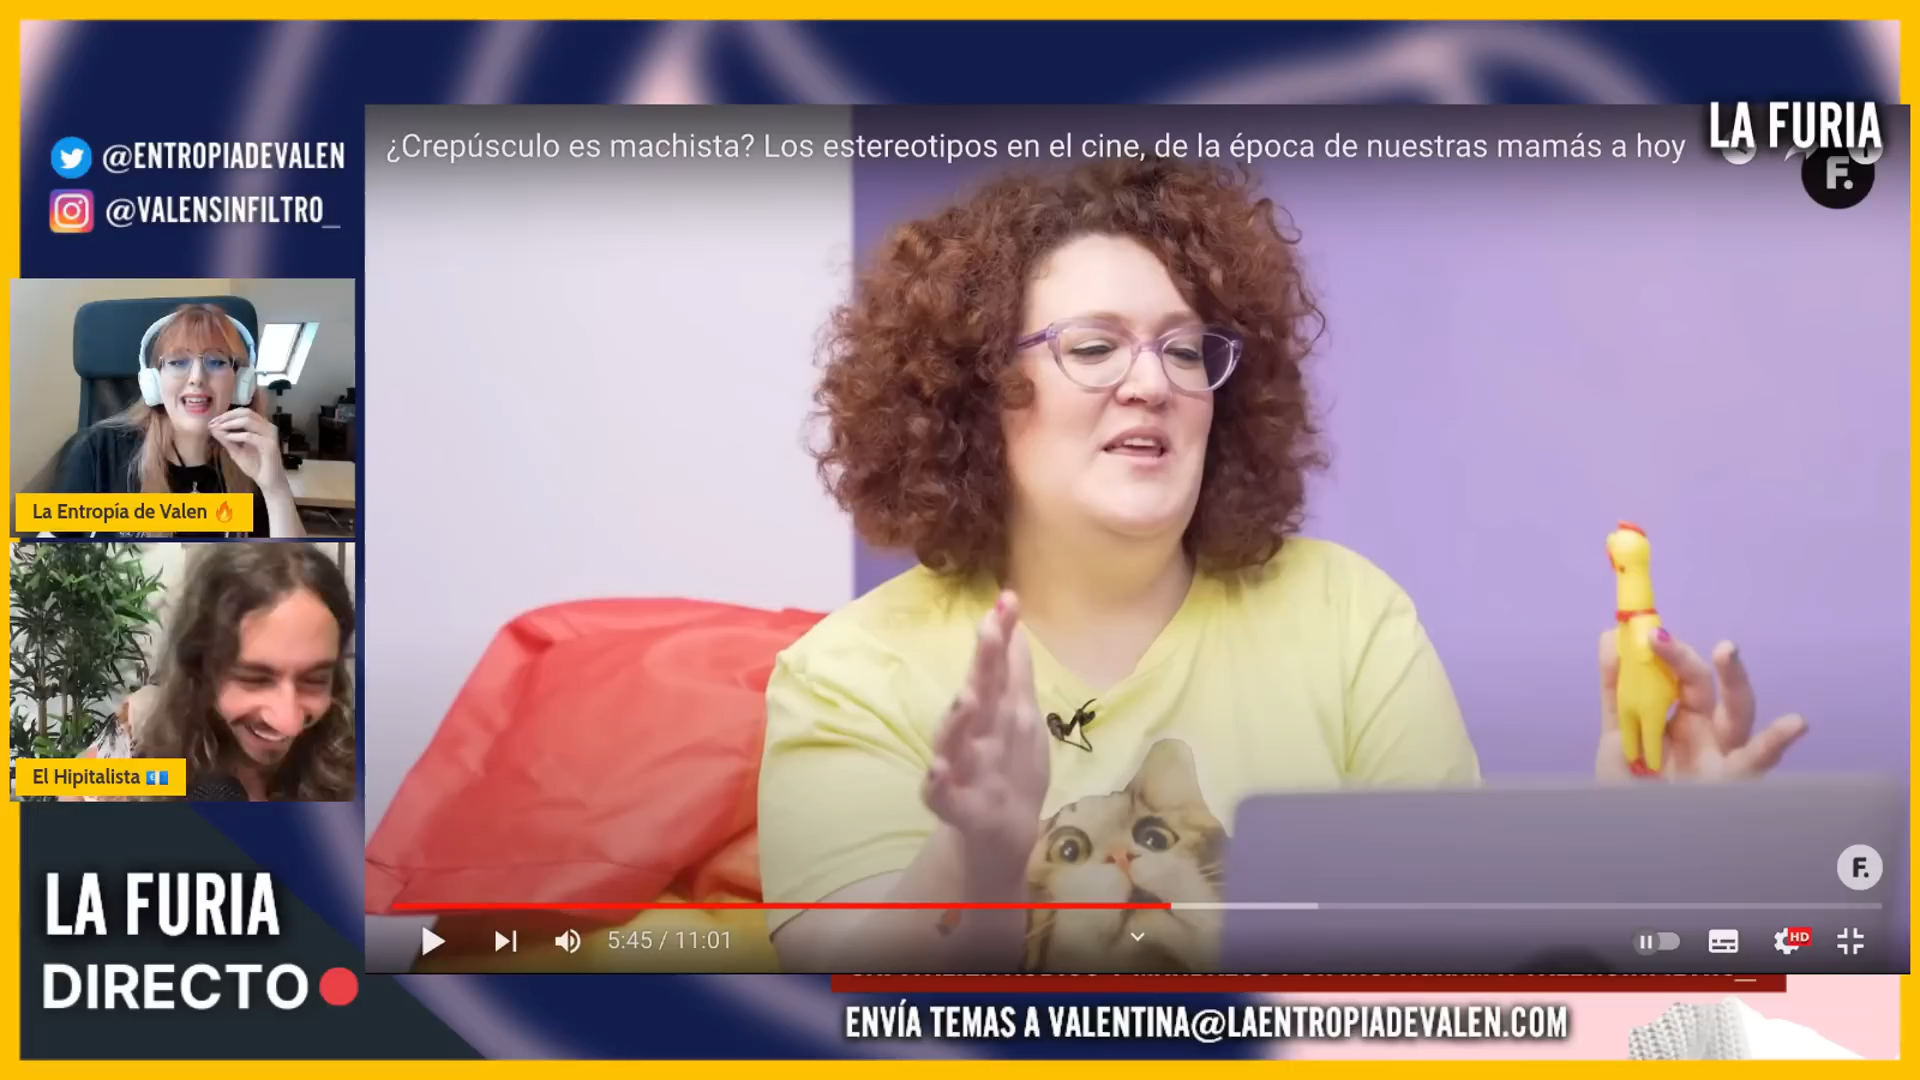 @ENTROPIADEVALEN
@VALENSINFILTRO_
¿Crepúsculo es machista? Los estereotipos en el cine, de la época de nuestras mamás a hoy
LA FURIA
F.
La Entropía de Valen
El Hipitalista
F.
5:45 / 11:01
HD
LA FURIA
DIRECTO
ENVÍA TEMAS A VALENTINA@LAENTROPIADEVALEN.COM